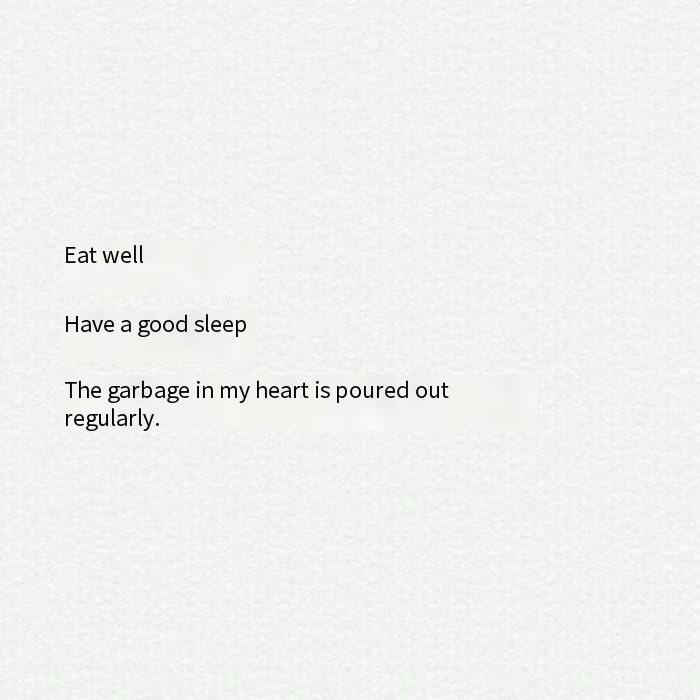 Eat well
Have a good sleep
The garbage in my heart is poured out
regularly.